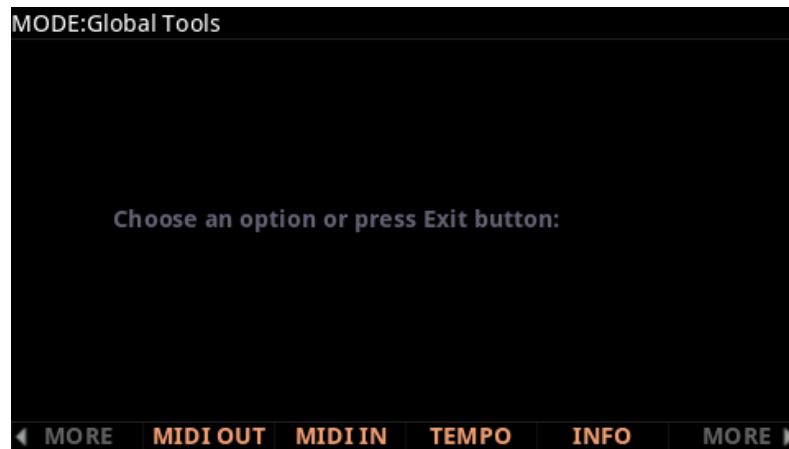 MODE:Global Tools
Choose an option or press Exit button:
MORE MIDI OUT MIDI IN TEMPO INFO MORE